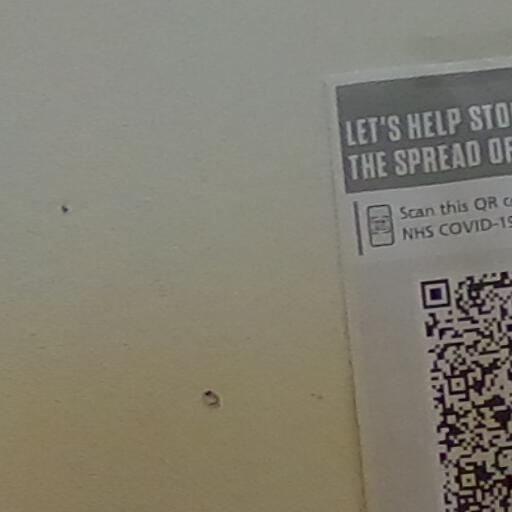 LET'S HELP STO
THE SPREAD OF
Scan this QR c
NHS COVID-19